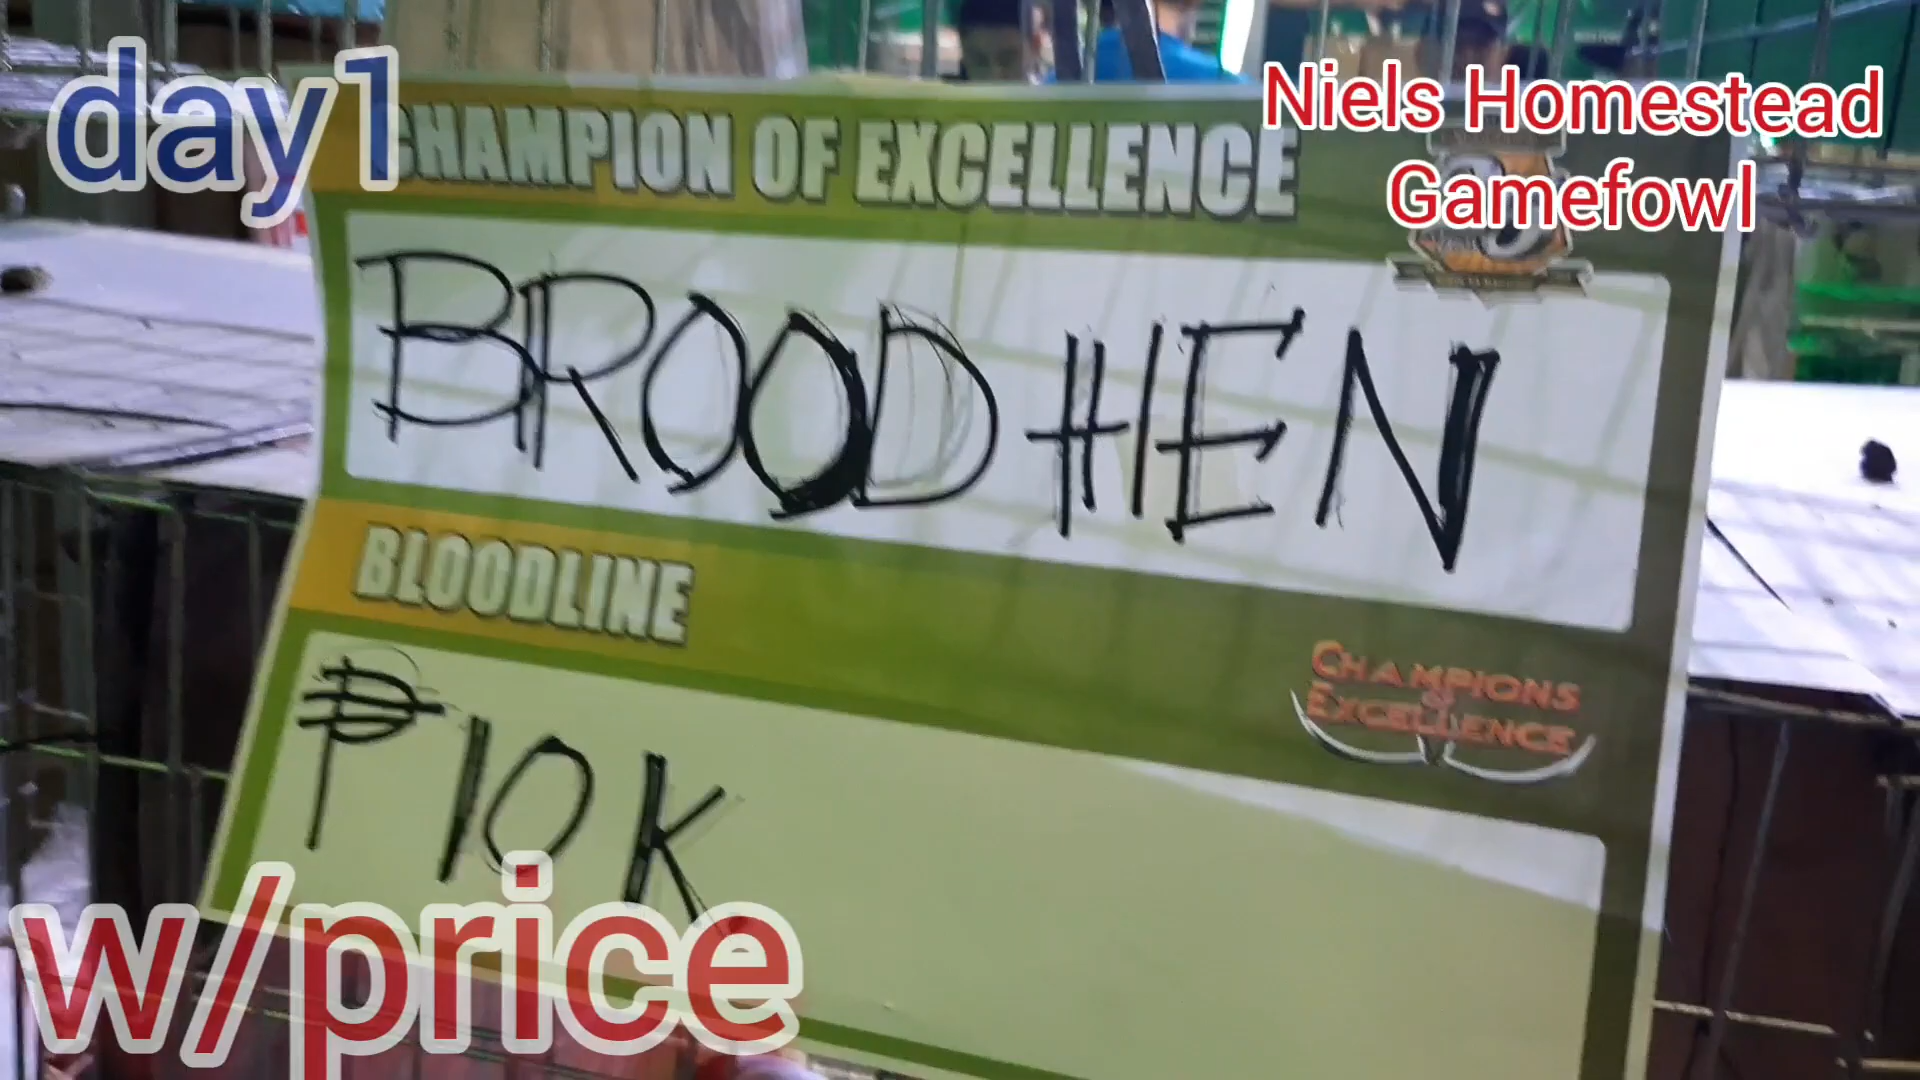 day1
Niels Homestead
Gamefowl
CHAMPION OF EXCELLENCE
BROOD HEN
BLOODLINE
CHAMPIONS
EXCELLENCE
₱10K
w/price